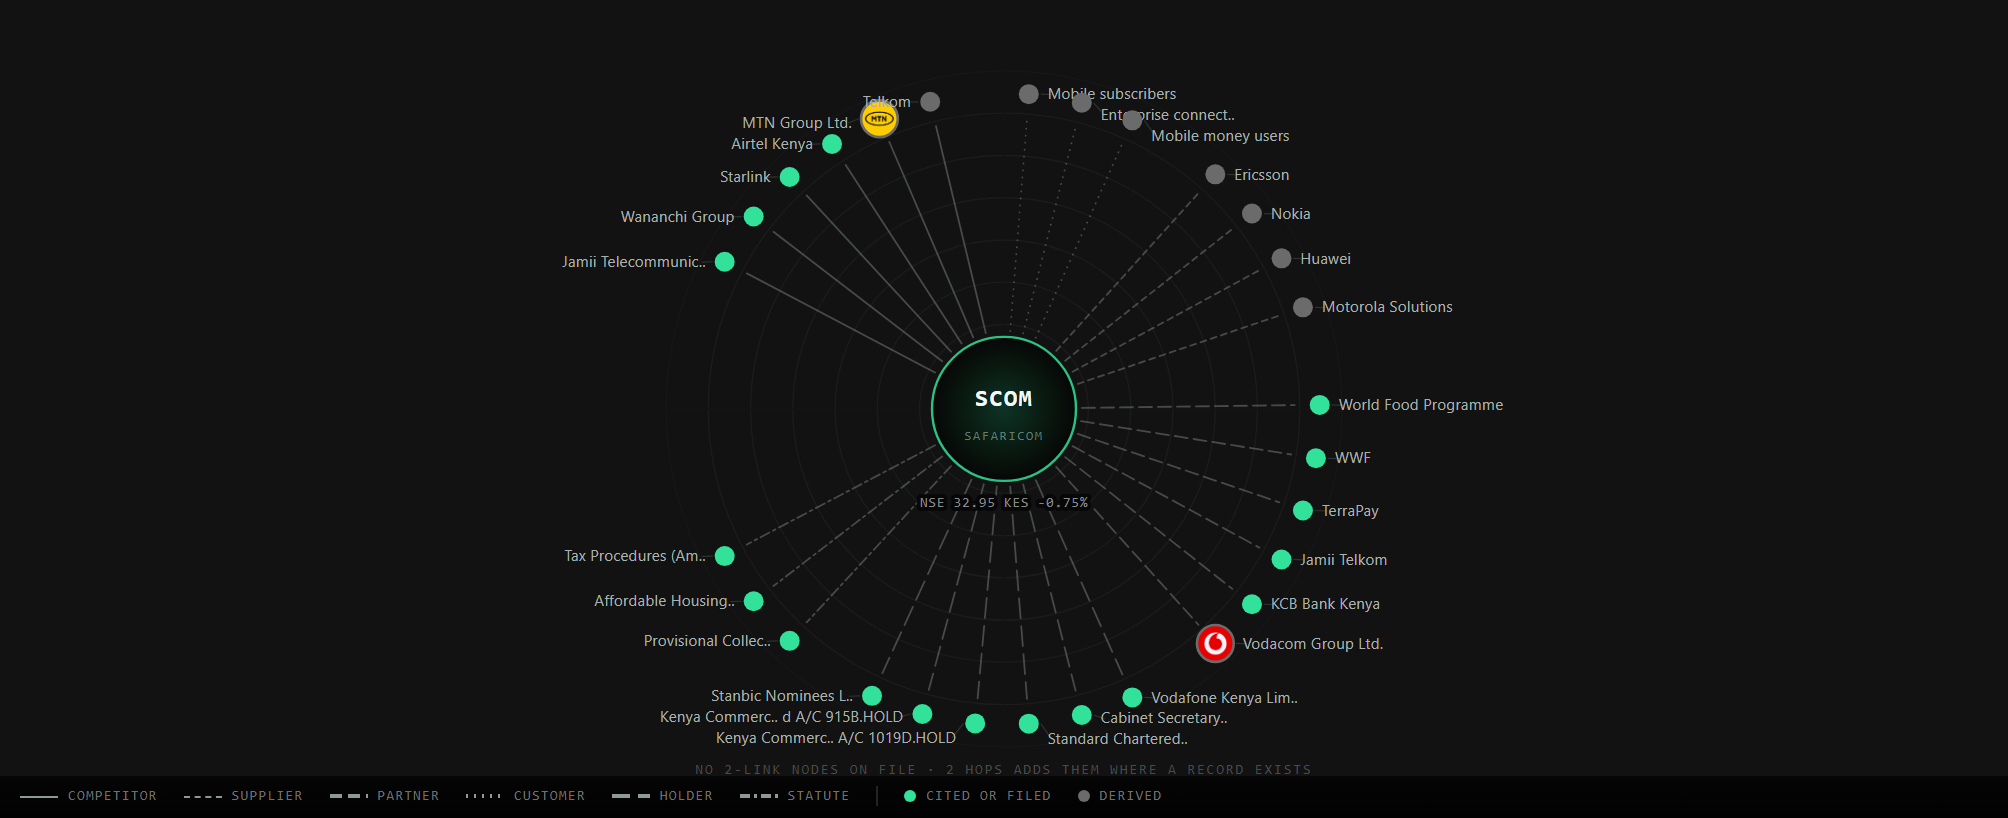 Telkom
Mobile subscribers
MTN Group Ltd.
MTN
Enterprise connect..
Airtel Kenya
Mobile money users
Starlink
Ericsson
Wananchi Group
Nokia
Jamii Telecommunic..
Huawei
Motorola Solutions
SCOM
SAFARICOM
World Food Programme
WWF
NSE 32.95 KES -0.75%
TerraPay
Tax Procedures (Am..
Jamii Telkom
Affordable Housing..
KCB Bank Kenya
Provisional Collec..
Vodacom Group Ltd.
Stanbic Nominees L..
Vodafone Kenya Lim..
Kenya Commerc.. d A/C 915B.HOLD
Cabinet Secretary..
Kenya Commerc.. A/C 1019D.HOLD
Standard Chartered..
NO 2-LINK NODES ON FILE · 2 HOPS ADDS THEM WHERE A RECORD EXISTS
COMPETITOR SUPPLIER PARTNER CUSTOMER HOLDER STATUTE CITED OR FILED DERIVED